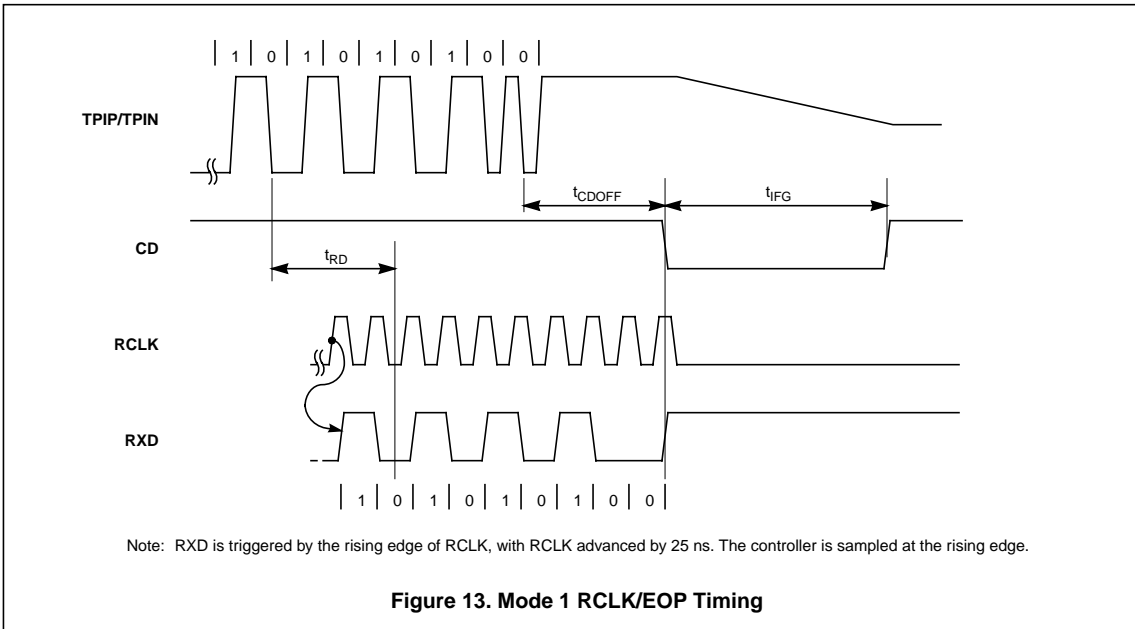 | 1 | 0 | 1 | 0 | 1 | 0 | 1 | 0 | 0 |
TPIP/TPIN
tCDOFF
tIFG
CD
tRD
RCLK
RXD
| 1 | 0 | 1 | 0 | 1 | 0 | 1 | 0 | 0 |
Note: RXD is triggered by the rising edge of RCLK, with RCLK advanced by 25 ns. The controller is sampled at the rising edge.
Figure 13. Mode 1 RCLK/EOP Timing